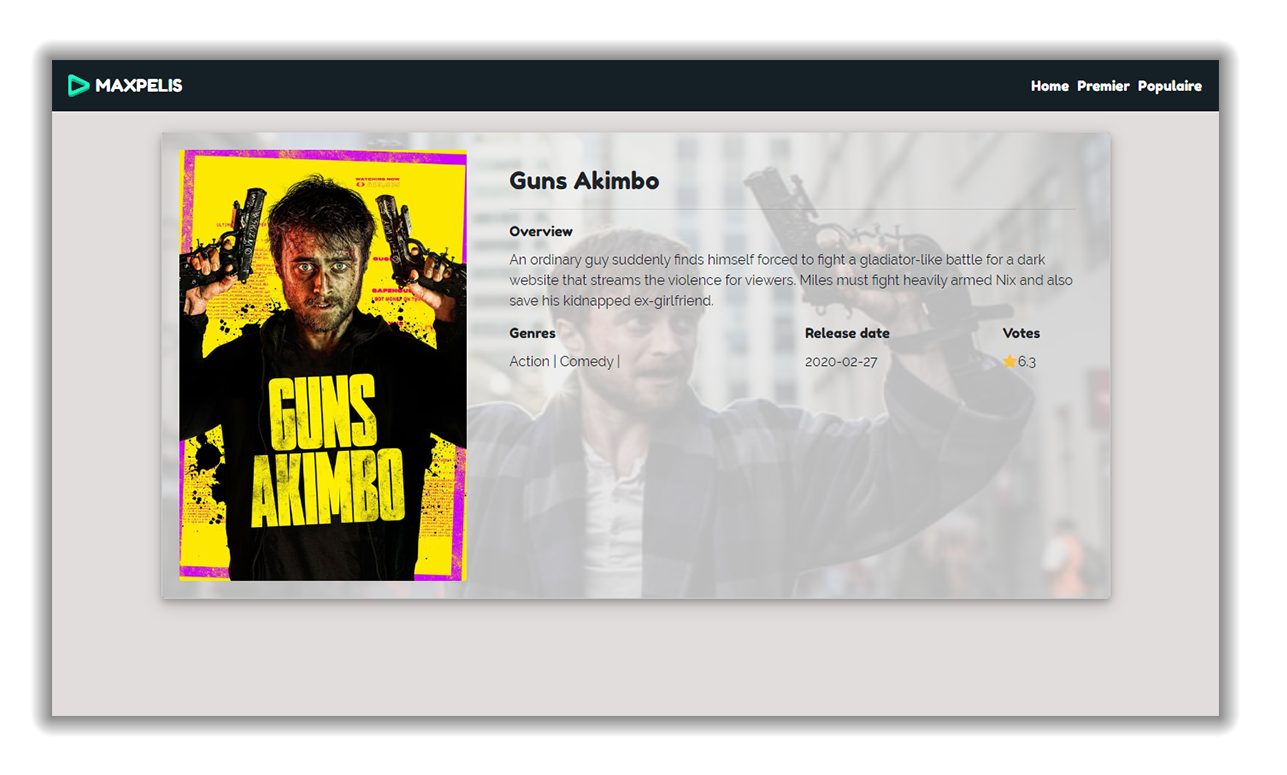 MAXPELIS
Home Premier Populaire
WATCHING NOW
GUNS
AKIMBO
Guns Akimbo
Overview
An ordinary guy suddenly finds himself forced to fight a gladiator-like battle for a dark
website that streams the violence for viewers. Miles must fight heavily armed Nix and also
save his kidnapped ex-girlfriend.
Genres Release date Votes
Action | Comedy | 2020-02-27 6.3